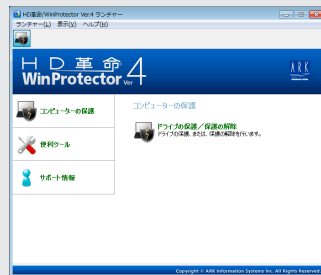 HD革命/WinProtector Ver.4 ランチャー
ランチャー(L) 表示(V) ヘルプ(H)
HD革命
WinProtector Ver 4
ARK
コンピューターの保護
便利ツール
サポート情報
コンピューターの保護
ドライブの保護/保護の解除
ドライブの保護、または、保護の解除を行います。
Copyright © ARK Information Systems Inc. All Rights Reserved